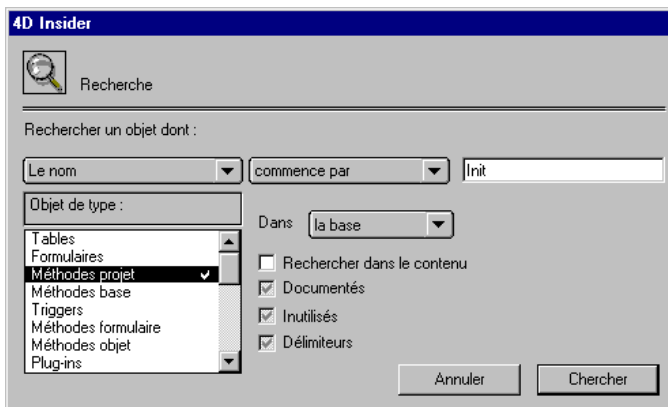 4D Insider
Recherche
Rechercher un objet dont :
Le nom commence par Init
Objet de type :
Dans la base
Tables
Formulaires
Méthodes projet
Méthodes base
Triggers
Méthodes formulaire
Méthodes objet
Plug-ins
Rechercher dans le contenu
Documentés
Inutilisés
Délimiteurs
Annuler Chercher